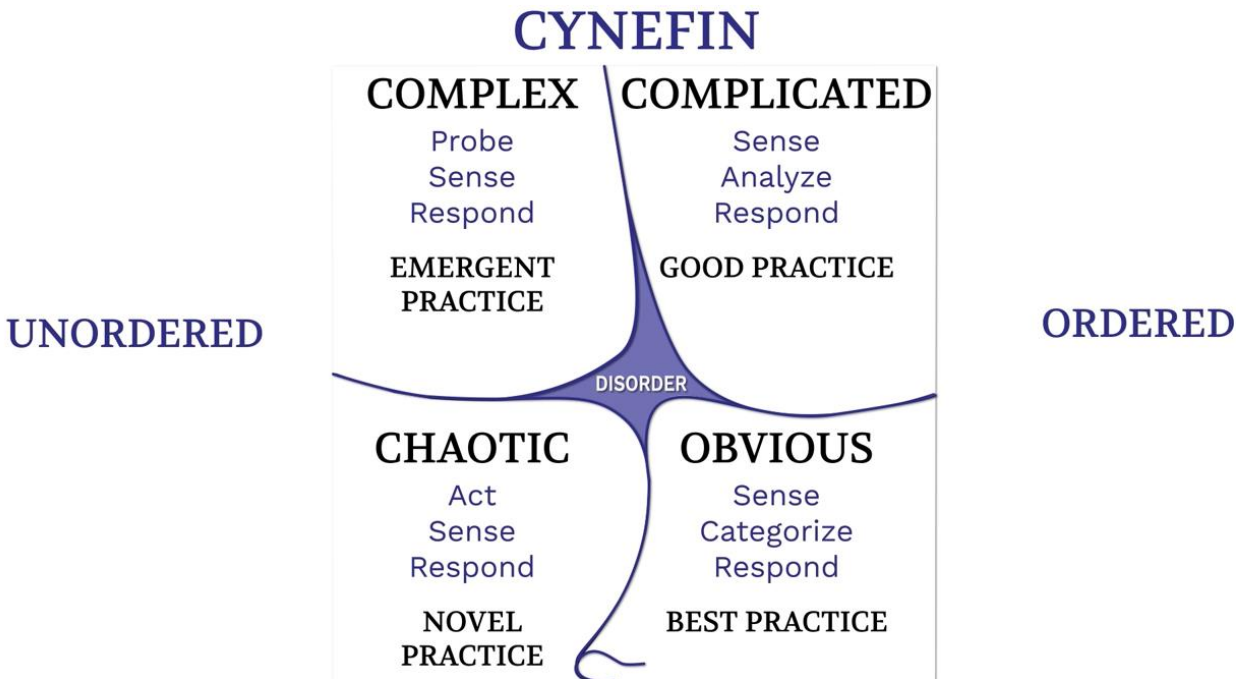 CYNEFIN
COMPLEX
Probe
Sense
Respond
EMERGENT
PRACTICE
COMPLICATED
Sense
Analyze
Respond
GOOD PRACTICE
UNORDERED
ORDERED
DISORDER
CHAOTIC
Act
Sense
Respond
NOVEL
PRACTICE
OBVIOUS
Sense
Categorize
Respond
BEST PRACTICE